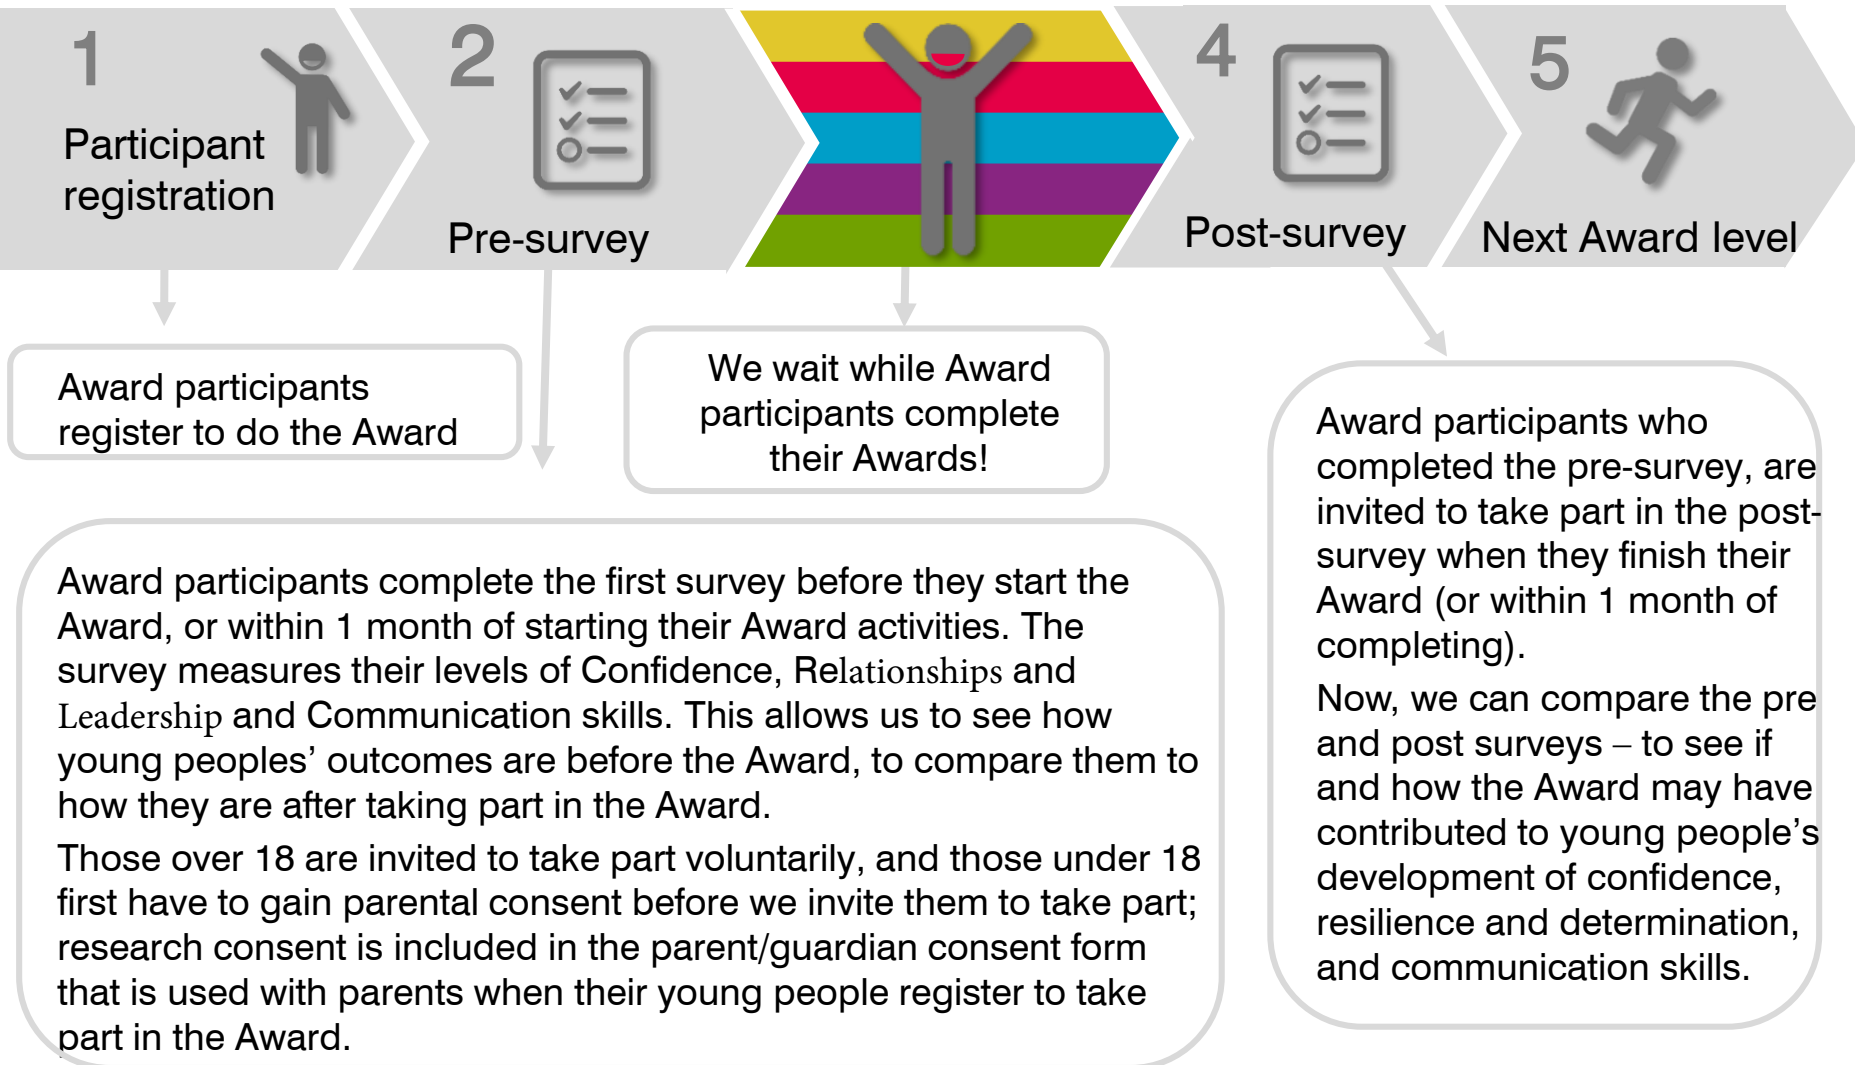 1
Participant
registration
2
Pre-survey
4
Post-survey
5
Next Award level
Award participants
register to do the Award
We wait while Award
participants complete
their Awards!
Award participants complete the first survey before they start the
Award, or within 1 month of starting their Award activities. The
survey measures their levels of Confidence, Relationships and
Leadership and Communication skills. This allows us to see how
young peoples’ outcomes are before the Award, to compare them to
how they are after taking part in the Award.
Those over 18 are invited to take part voluntarily, and those under 18
first have to gain parental consent before we invite them to take part;
research consent is included in the parent/guardian consent form
that is used with parents when their young people register to take
part in the Award.
Award participants who
completed the pre-survey, are
invited to take part in the post-
survey when they finish their
Award (or within 1 month of
completing).
Now, we can compare the pre
and post surveys – to see if
and how the Award may have
contributed to young people’s
development of confidence,
resilience and determination,
and communication skills.